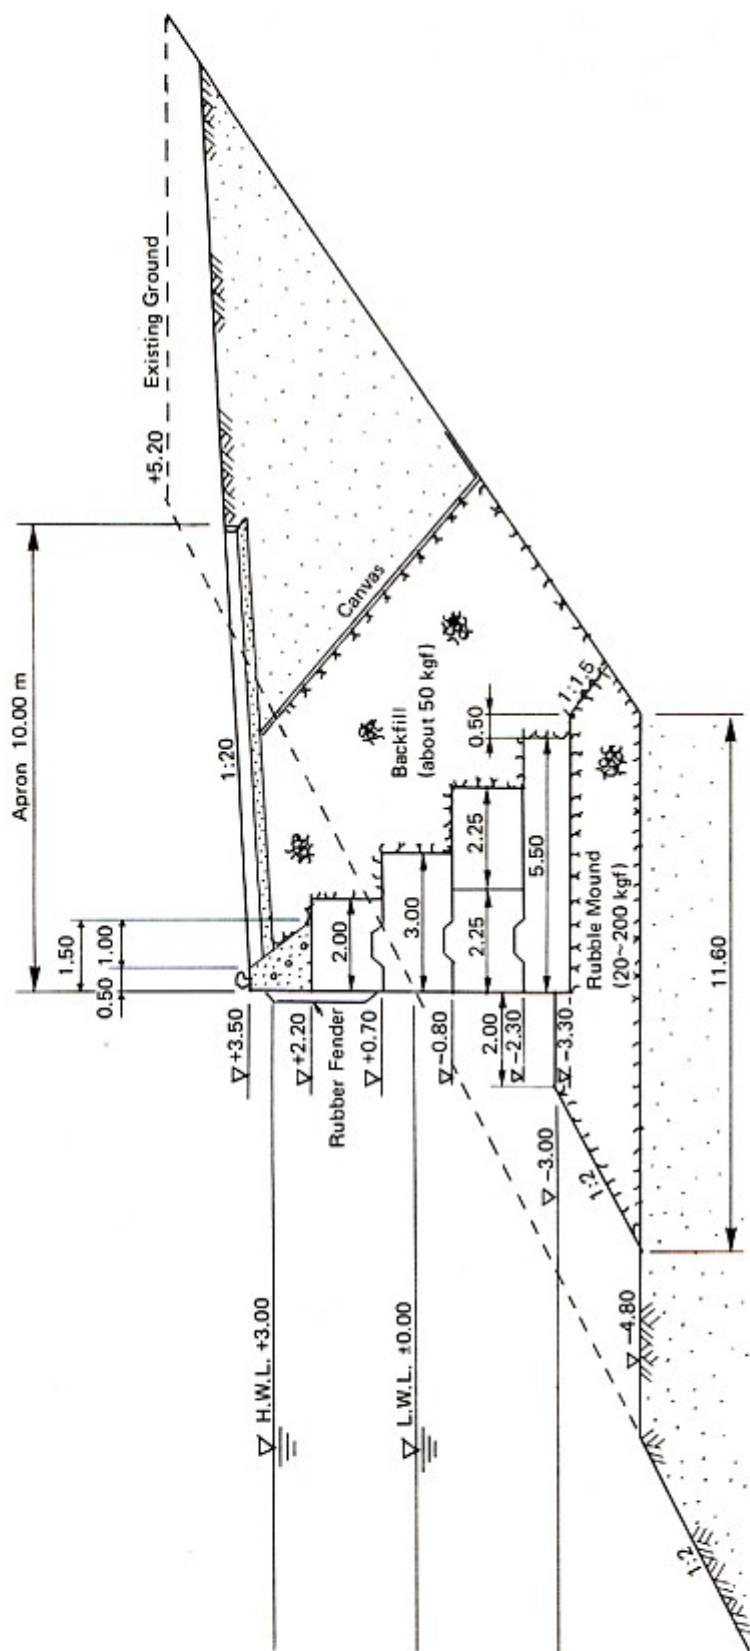 +5.20 Existing Ground
Apron 10.00 m
1:20
Canvas
Backfill
(about 50 kgf)
0.50
1:1.5
1.50
1.00
0.50
2.00
3.00
2.25
2.25
5.50
Rubble Mound
(20~200 kgf)
11.60
+3.50
+2.20
Rubber Fender
+0.70
−0.80
2.00
−2.30
−3.30
−3.00
1:2
H.W.L. +3.00
L.W.L. ±0.00
−4.80
1:2